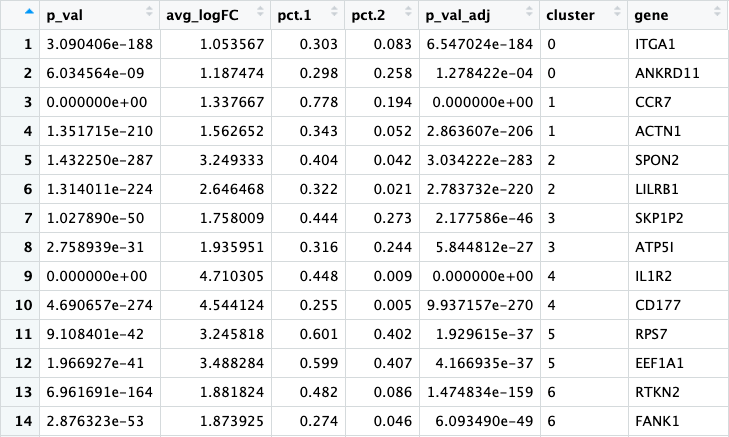 p_val avg_logFC pct.1 pct.2 p_val_adj cluster gene
1 3.090406e-188 1.053567 0.303 0.083 6.547024e-184 0 ITGA1
2 6.034564e-09 1.187474 0.298 0.258 1.278422e-04 0 ANKRD11
3 0.000000e+00 1.337667 0.778 0.194 0.000000e+00 1 CCR7
4 1.351715e-210 1.562652 0.343 0.052 2.863607e-206 1 ACTN1
5 1.432250e-287 3.249333 0.404 0.042 3.034222e-283 2 SPON2
6 1.314011e-224 2.646468 0.322 0.021 2.783732e-220 2 LILRB1
7 1.027890e-50 1.758009 0.444 0.273 2.177586e-46 3 SKP1P2
8 2.758939e-31 1.935951 0.316 0.244 5.844812e-27 3 ATP5I
9 0.000000e+00 4.710305 0.448 0.009 0.000000e+00 4 IL1R2
10 4.690657e-274 4.544124 0.255 0.005 9.937157e-270 4 CD177
11 9.108401e-42 3.245818 0.601 0.402 1.929615e-37 5 RPS7
12 1.966927e-41 3.488284 0.599 0.407 4.166935e-37 5 EEF1A1
13 6.961691e-164 1.881824 0.482 0.086 1.474834e-159 6 RTKN2
14 2.876323e-53 1.873925 0.274 0.046 6.093490e-49 6 FANK1